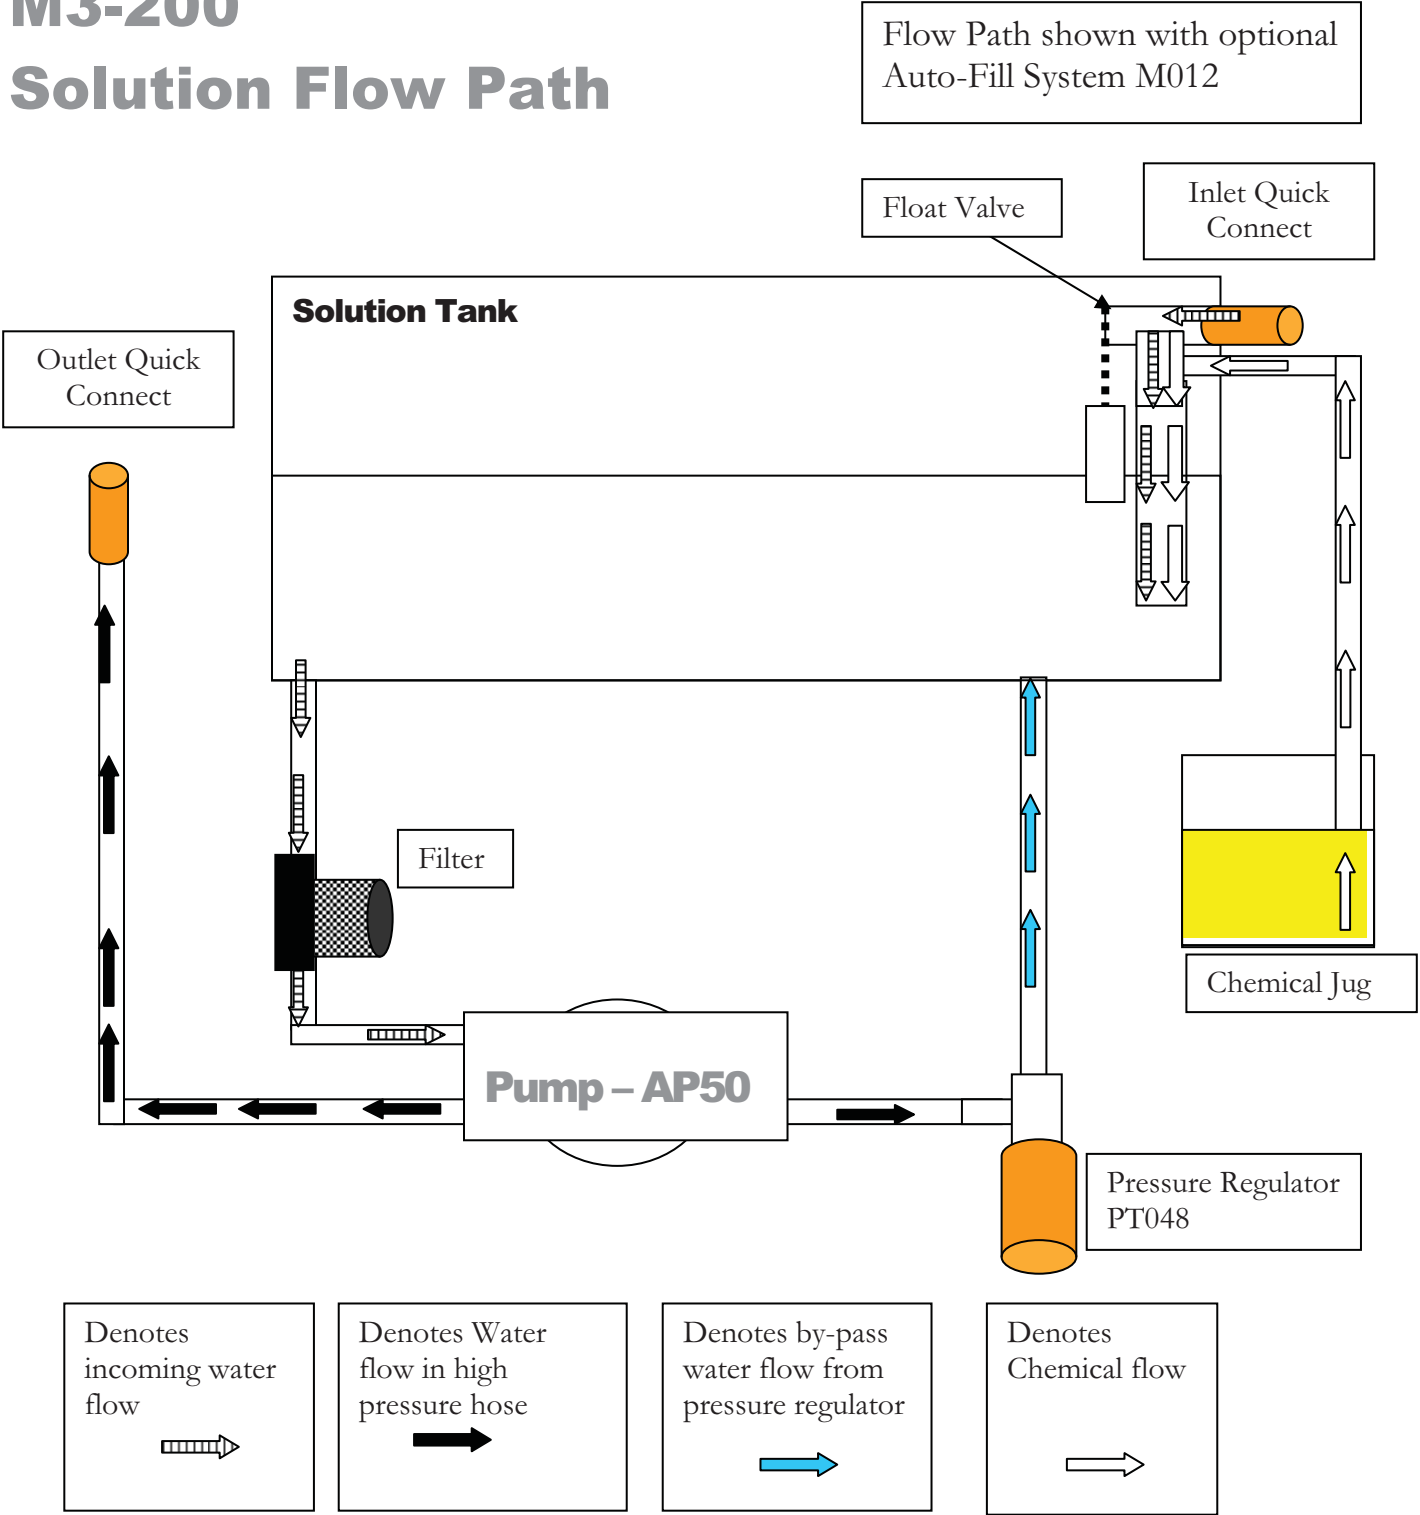 M3-200
Solution Flow Path
Flow Path shown with optional
Auto-Fill System M012
Float Valve
Inlet Quick
Connect
Solution Tank
Outlet Quick
Connect
Filter
Chemical Jug
Pump – AP50
Pressure Regulator
PT048
Denotes
incoming water
flow
Denotes Water
flow in high
pressure hose
Denotes by-pass
water flow from
pressure regulator
Denotes
Chemical flow